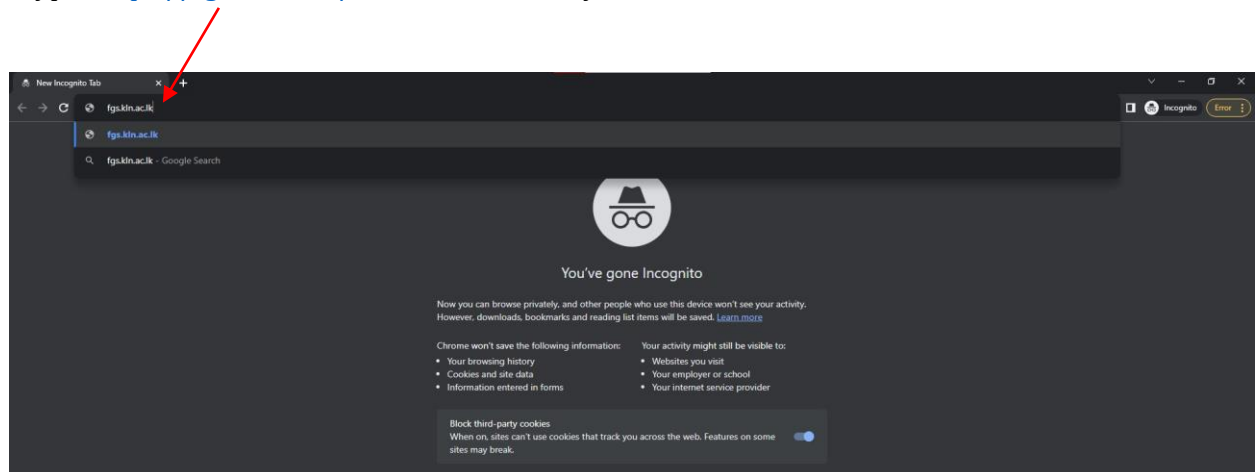 New Incognito Tab
fgs.kln.ac.lk
Incognito
Error
fgs.kln.ac.lk
fgs.kln.ac.lk - Google Search
You've gone Incognito
Now you can browse privately, and other people who use this device won't see your activity.
However, downloads, bookmarks and reading list items will be saved. Learn more
Chrome won't save the following information:
• Your browsing history
• Cookies and site data
• Information entered in forms
Your activity might still be visible to:
• Websites you visit
• Your employer or school
• Your internet service provider
Block third-party cookies
When on, sites can't use cookies that track you across the web. Features on some
sites may break.